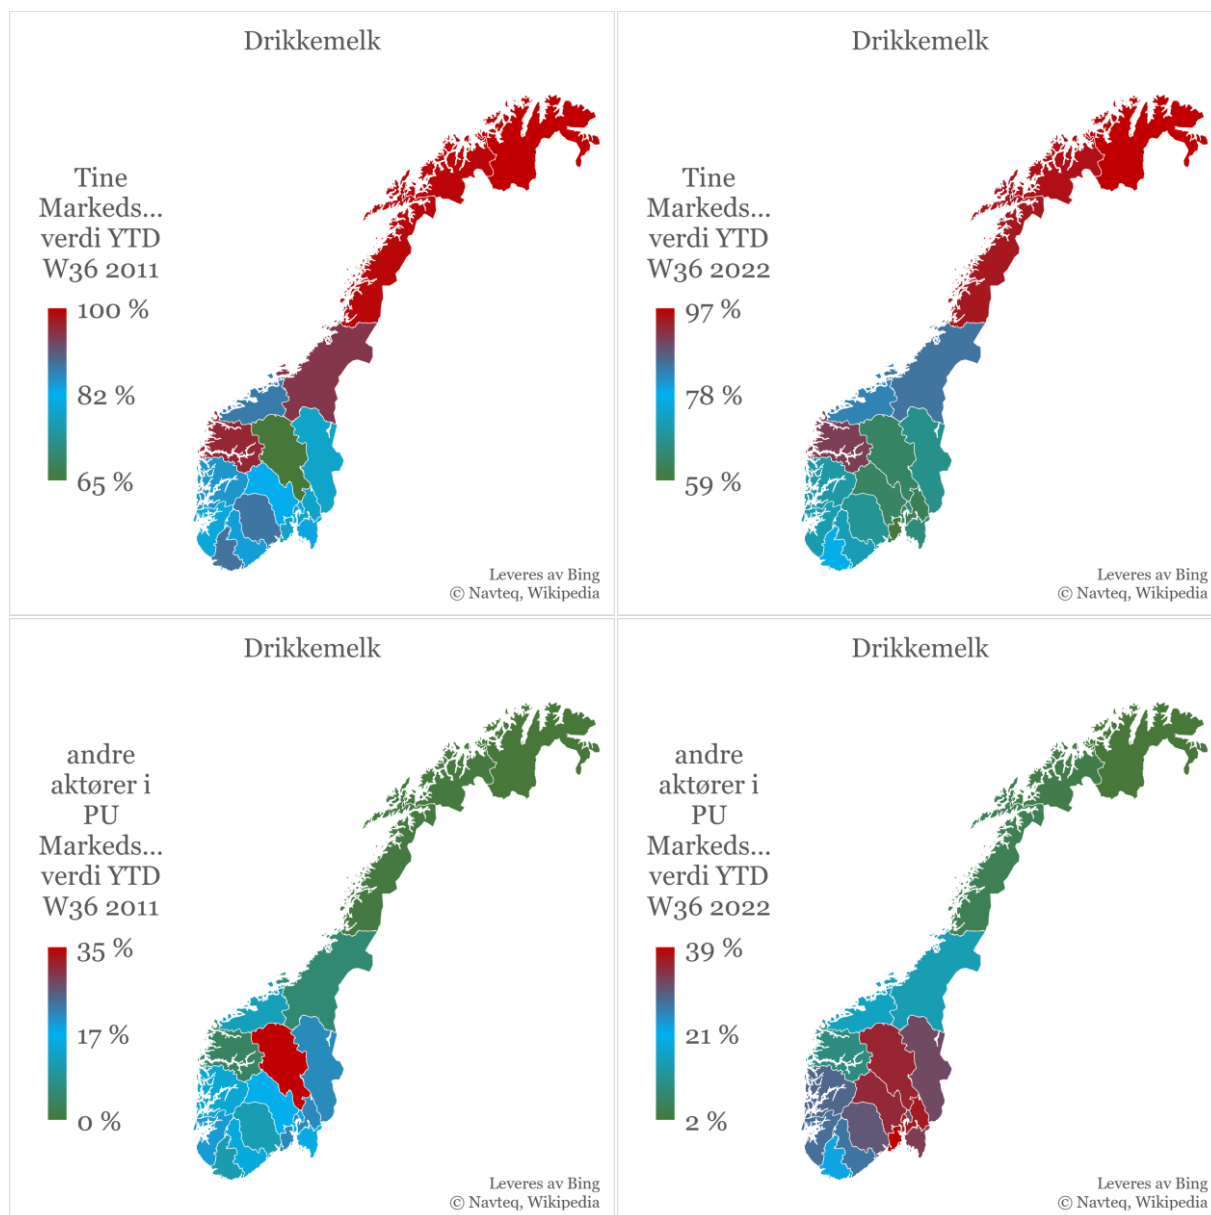 Drikkemelk
Tine
Markeds...
verdi YTD
W36 2011
100 %
82 %
65 %
Leveres av Bing
© Navteq, Wikipedia
Drikkemelk
Tine
Markeds...
verdi YTD
W36 2022
97 %
78 %
59 %
Leveres av Bing
© Navteq, Wikipedia
Drikkemelk
andre
aktører i
PU
Markeds...
verdi YTD
W36 2011
35 %
17 %
0 %
Leveres av Bing
© Navteq, Wikipedia
Drikkemelk
andre
aktører i
PU
Markeds...
verdi YTD
W36 2022
39 %
21 %
2 %
Leveres av Bing
© Navteq, Wikipedia